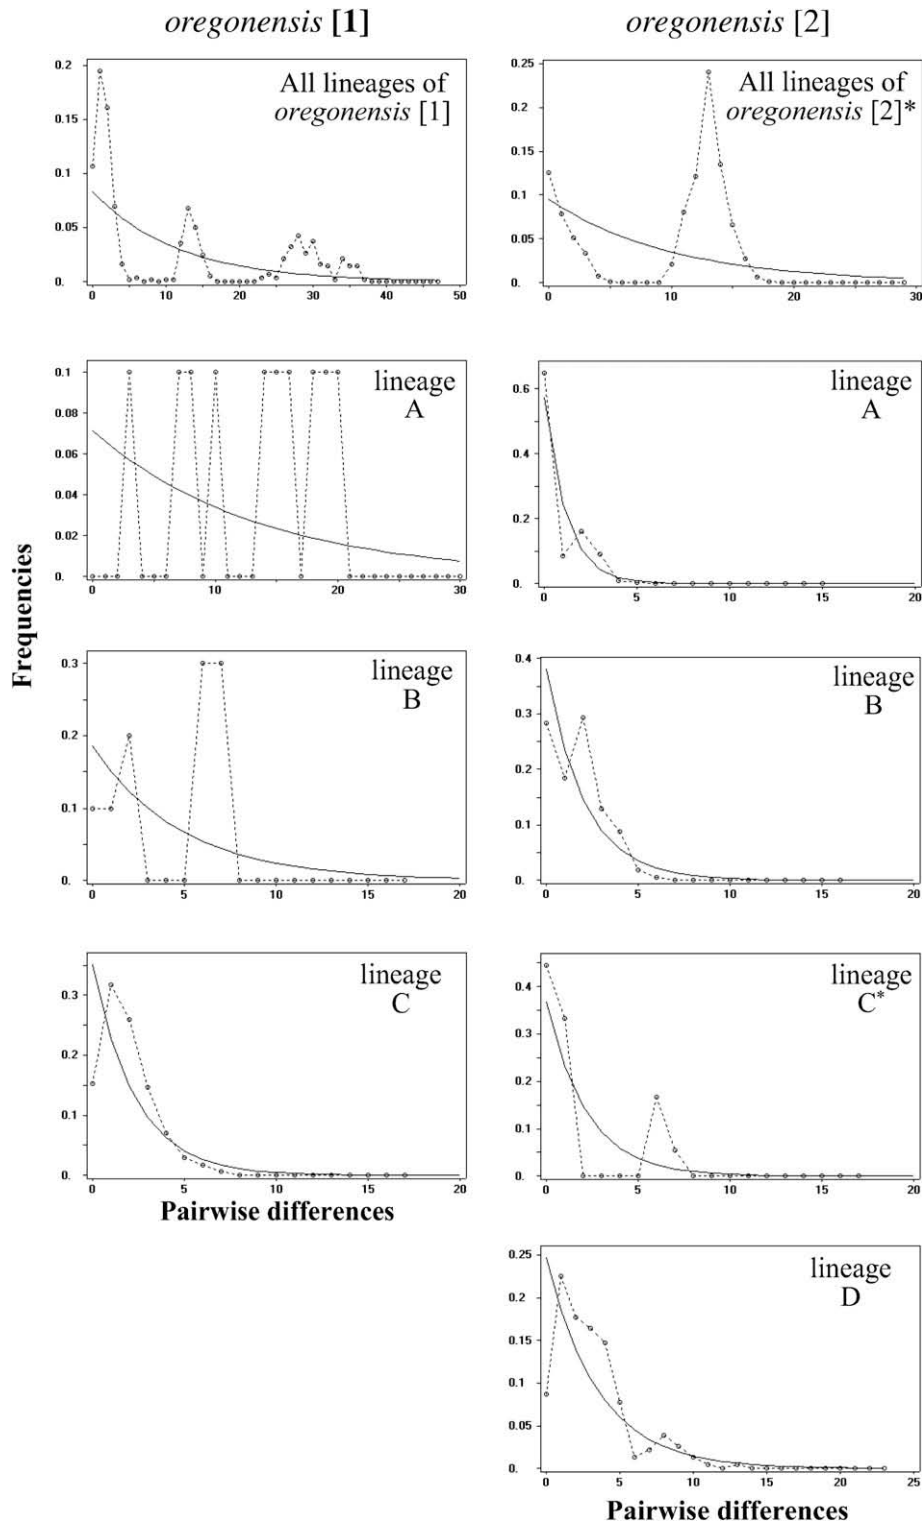 oregonensis [1]
oregonensis [2]
All lineages of
oregonensis [1]
0.2
0.15
0.1
0.05
0.
0 10 20 30 40 50
All lineages of
oregonensis [2]*
0.25
0.20
0.15
0.10
0.05
0.
0 10 20 30
lineage
A
0.1
0.08
0.06
0.04
0.02
0.
0 10 20 30
lineage
A
0.6
0.4
0.2
0.
0 5 10 15 20
Frequencies
lineage
B
0.3
0.2
0.1
0.
0 5 10 15 20
lineage
B
0.4
0.3
0.2
0.1
0.
0 5 10 15 20
lineage
C
0.3
0.2
0.1
0.
0 5 10 15 20
Pairwise differences
lineage
C*
0.4
0.3
0.2
0.1
0.
0 5 10 15 20
lineage
D
0.25
0.20
0.15
0.10
0.05
0.
0 5 10 15 20 25
Pairwise differences